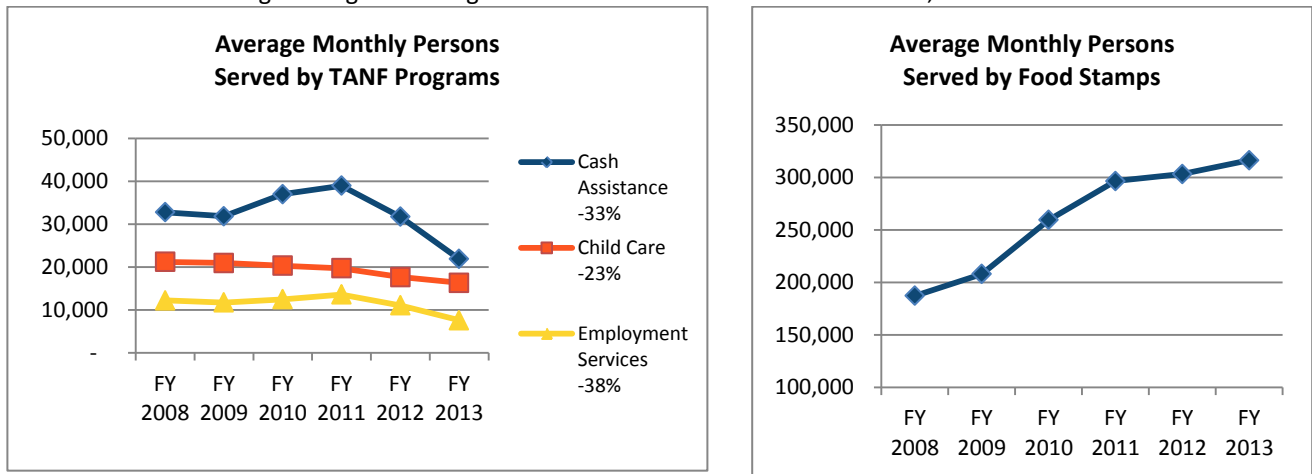 Average Monthly Persons
Served by TANF Programs
50,000
40,000
30,000
20,000
10,000
-
FY FY FY FY FY FY
2008 2009 2010 2011 2012 2013
Cash
Assistance
-33%
Child Care
-23%
Employment
Services
-38%
Average Monthly Persons
Served by Food Stamps
350,000
300,000
250,000
200,000
150,000
100,000
FY FY FY FY FY FY
2008 2009 2010 2011 2012 2013